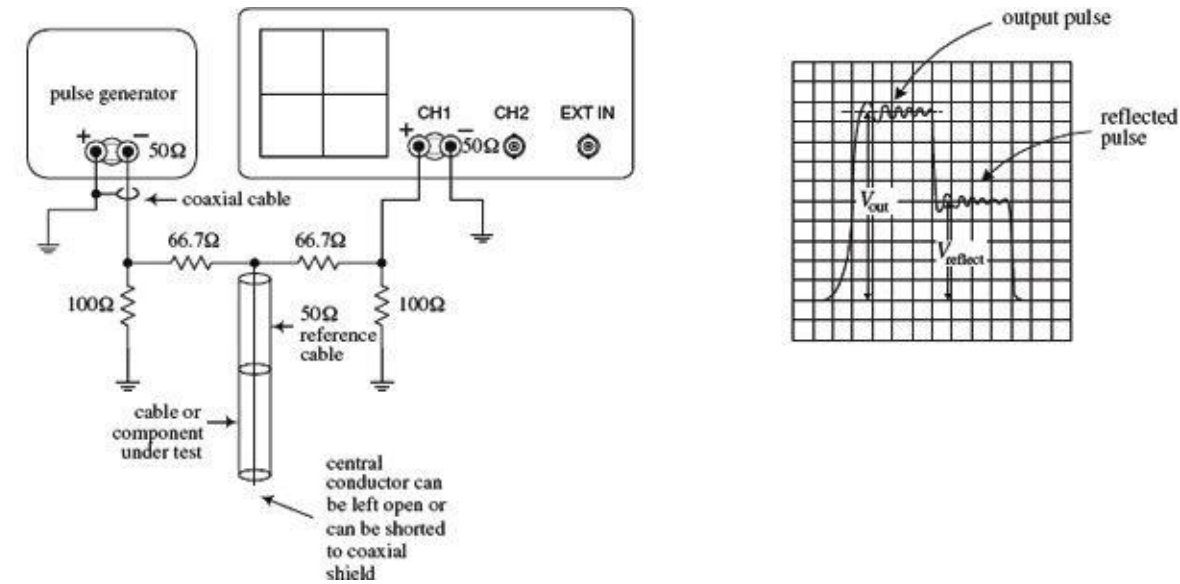 output pulse
pulse generator
+
−
50Ω
CH1
CH2
EXT IN
+
−
50Ω
reflected
pulse
coaxial cable
V out
V reflect
66.7Ω
66.7Ω
100Ω
100Ω
50Ω
reference
cable
cable or
component
under test
central
conductor can
be left open or
can be shorted
to coaxial
shield